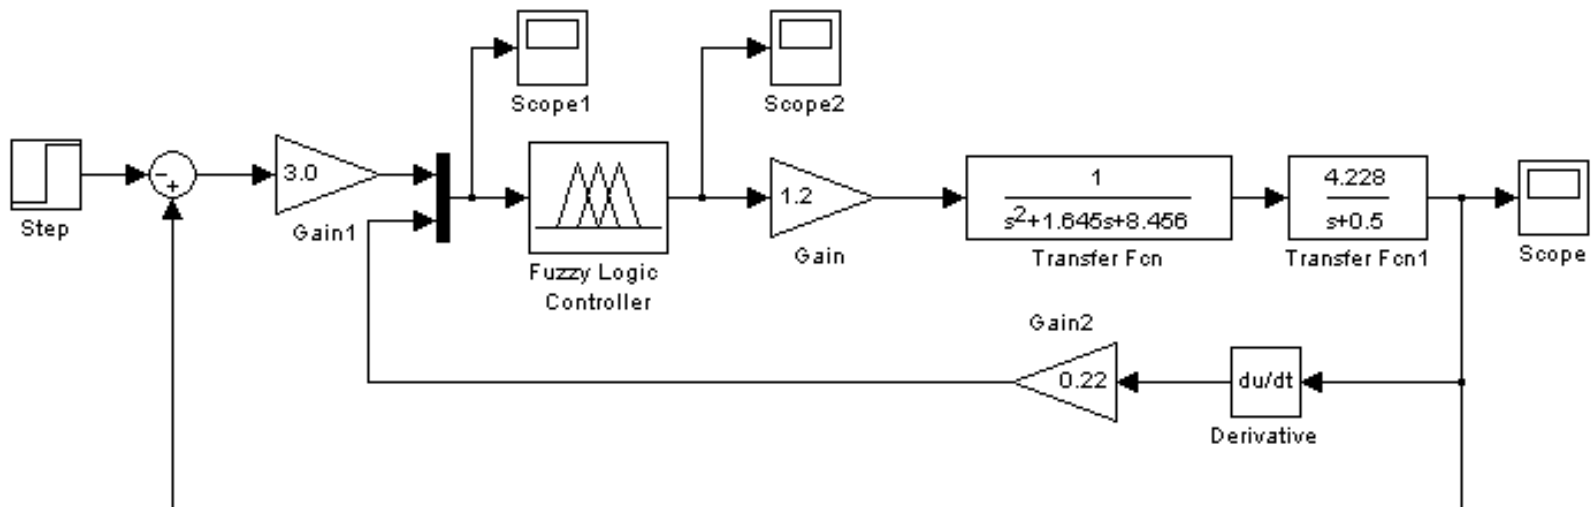 Scope1
Scope2
Step
-
+
3.0
Gain1
Fuzzy Logic
Controller
1.2
Gain
1
s²+1.645s+8.456
Transfer Fcn
4.228
s+0.5
Transfer Fcn1
Scope
Gain2
0.22
du/dt
Derivative